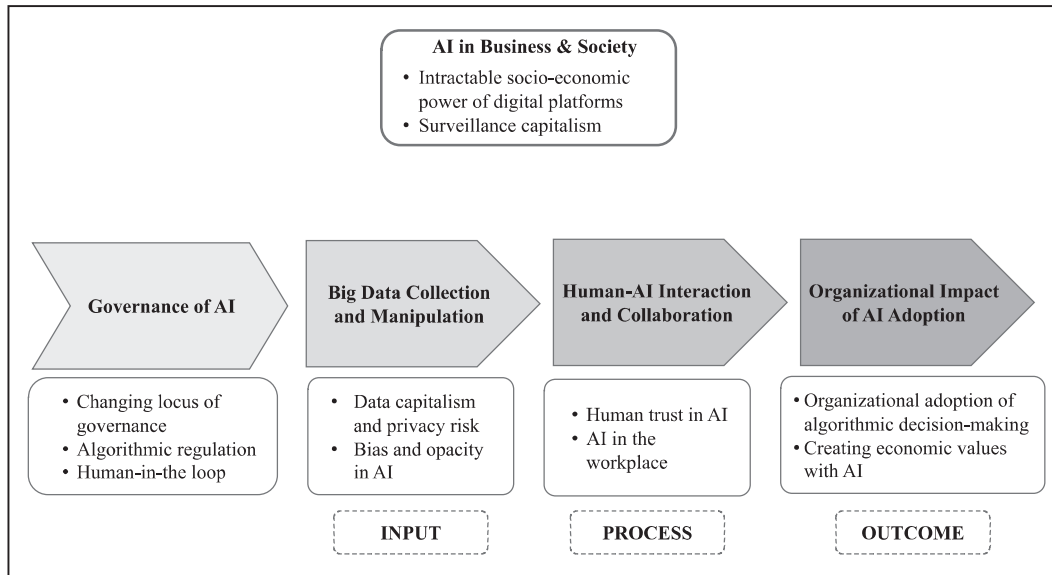 AI in Business & Society
• Intractable socio-economic
power of digital platforms
• Surveillance capitalism
Governance of AI
Big Data Collection
and Manipulation
Human-AI Interaction
and Collaboration
Organizational Impact
of AI Adoption
• Changing locus of
governance
• Algorithmic regulation
• Human-in-the loop
• Data capitalism
and privacy risk
• Bias and opacity
in AI
• Human trust in AI
• AI in the
workplace
• Organizational adoption of
algorithmic decision-making
• Creating economic values
with AI
INPUT
PROCESS
OUTCOME